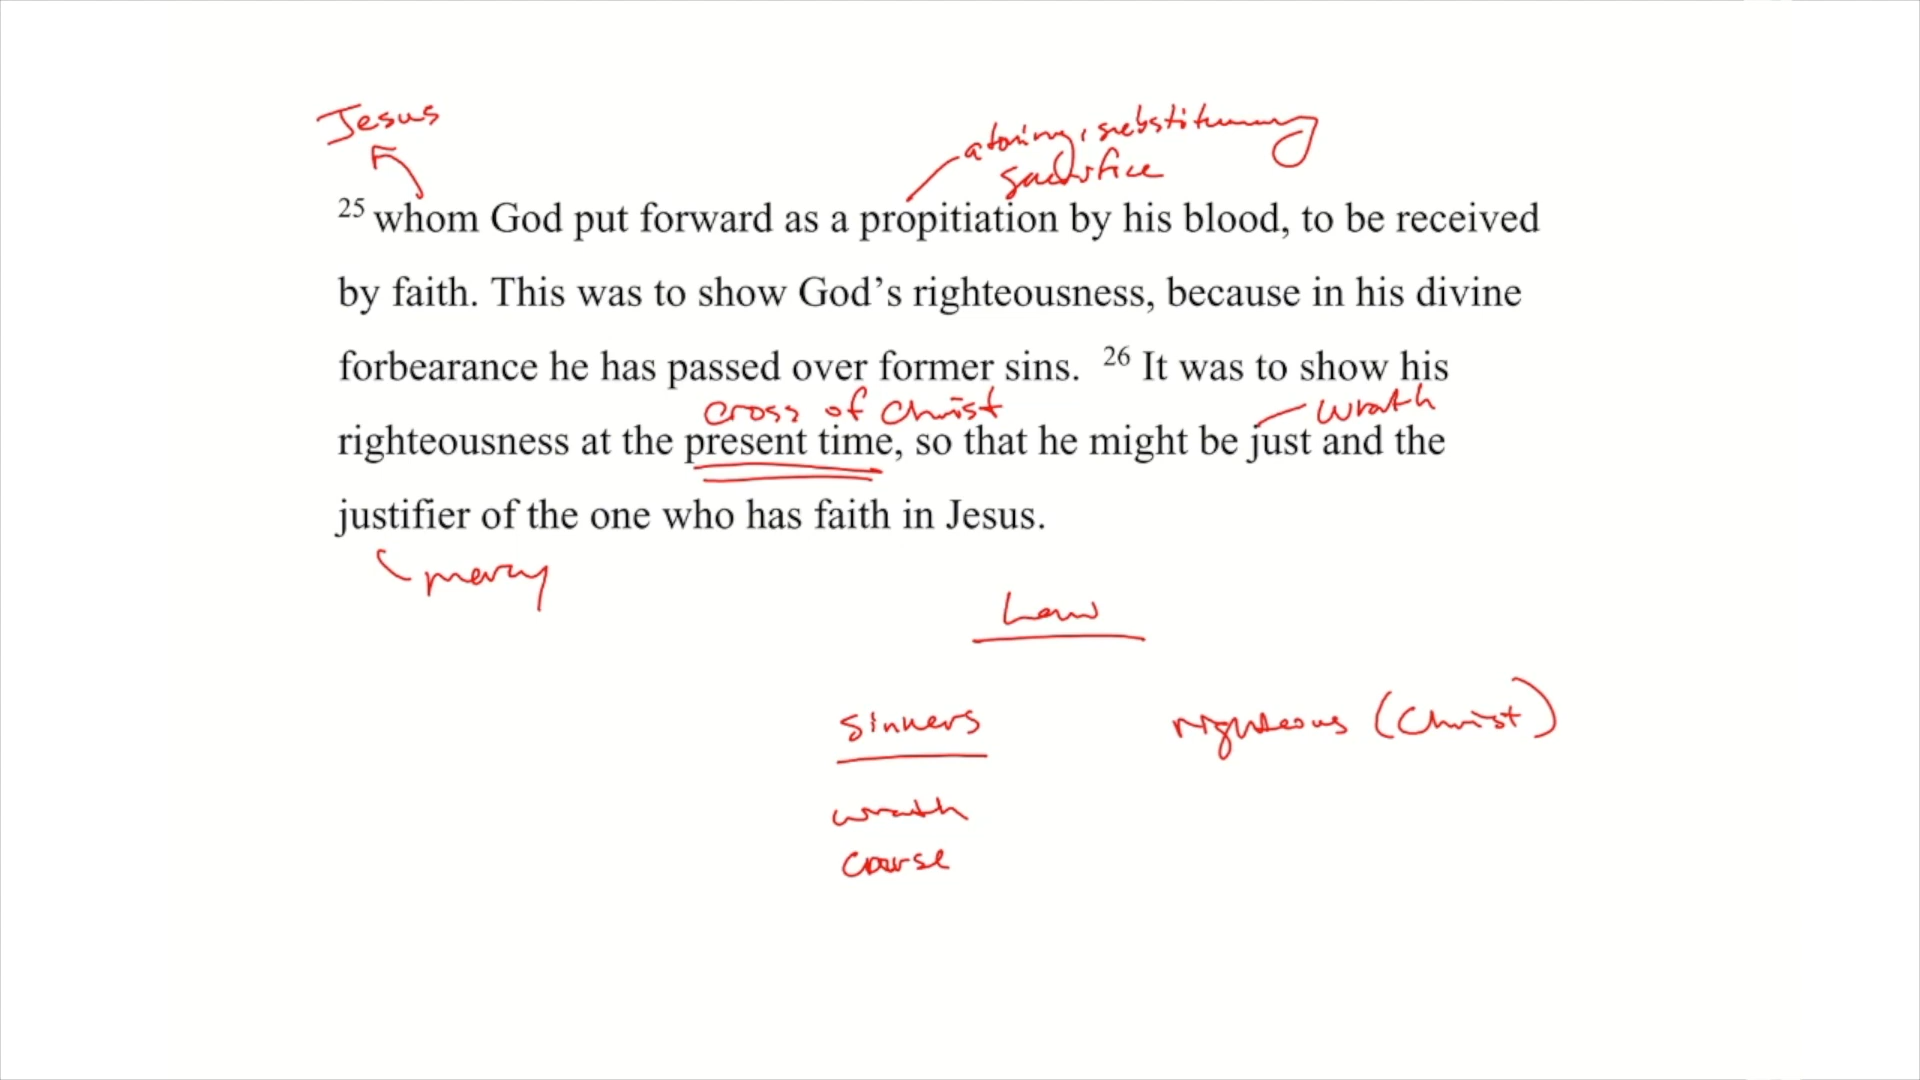 Jesus
atoning, substitutionary
sacrifice
25 whom God put forward as a propitiation by his blood, to be received
by faith. This was to show God’s righteousness, because in his divine
forbearance he has passed over former sins. 26 It was to show his
cross of Christ wrath
righteousness at the present time, so that he might be just and the
justifier of the one who has faith in Jesus.
mercy
Law
sinners righteous (Christ)
wrath
curse